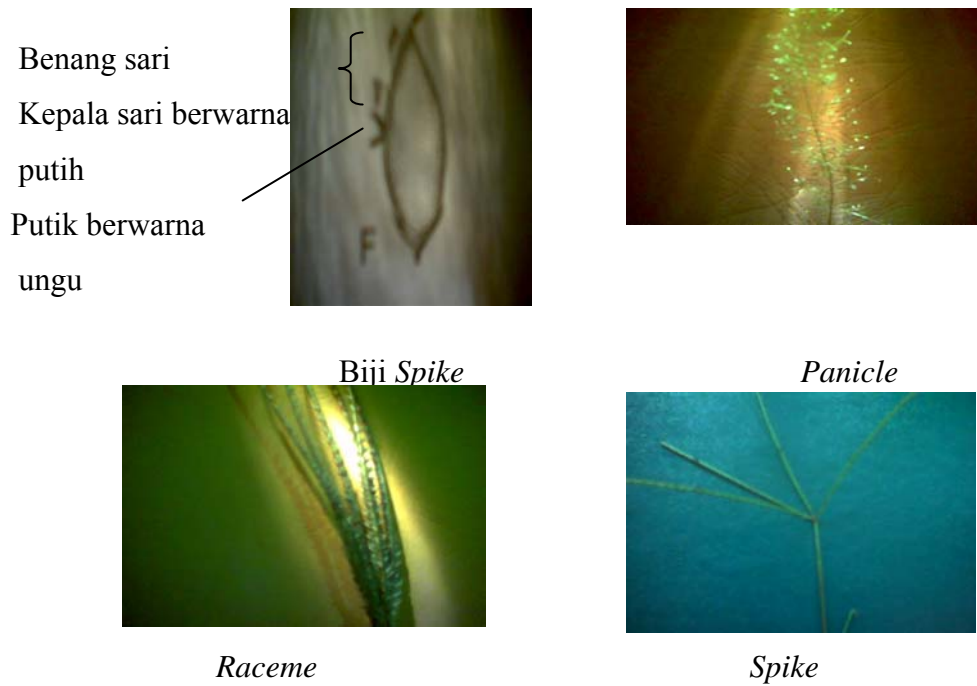 Benang sari
Kepala sari berwarna
putih
Putik berwarna
ungu
F
Biji Spike
Panicle
Raceme
Spike